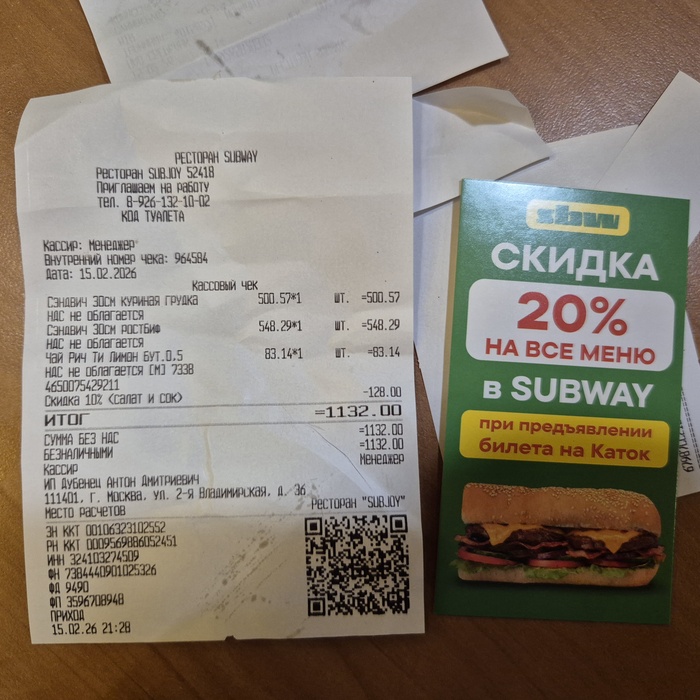 РЕСТОРАН SUBWAY
Ресторан SUBJOY 52418
Приглашаем на работу
тел. 8-926-132-10-02
КОД ТУАЛЕТА
Кассир: Менеджер
Внутренний номер чека: 964584
Дата: 15.02.2026
Кассовый чек
Сэндвич 30см куриная грудка 500.57*1 шт. =500.57
НДС не облагается
Сэндвич 30см ростбиф 548.29*1 шт. =548.29
НДС не облагается
Чай Рич Ти Лимон бут.0.5 83.14*1 шт. =83.14
НДС не облагается [М] 7338
4650075429211
Скидка 10% <салат и сок> -128.00
ИТОГ =1132.00
СУММА БЕЗ НДС =1132.00
БЕЗНАЛИЧНЫМИ =1132.00
Кассир Менеджер
ИП Дубенец Антон Дмитриевич
111401, г. Москва, ул. 2-я Владимирская, д. 36
Место расчетов Ресторан "SUBJOY"
ЗН ККТ 00106323102552
РН ККТ 0009569886052451
ИНН 324103274509
ФН 7384440901025326
ФД 9490
ФП 3596708948
ПРИХОД
15.02.26 21:28
sbw
СКИДКА
20%
НА ВСЕ МЕНЮ
в SUBWAY
при предъявлении
билета на Каток